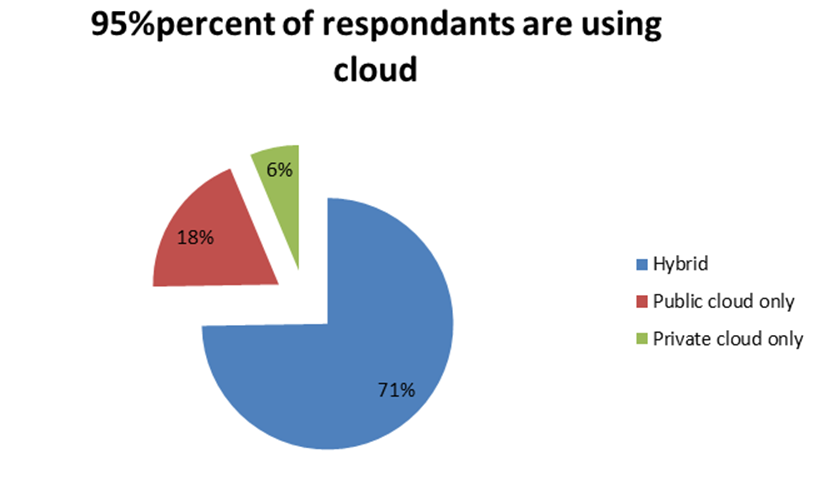 95%percent of respondants are using
cloud
6%
18%
71%
Hybrid
Public cloud only
Private cloud only